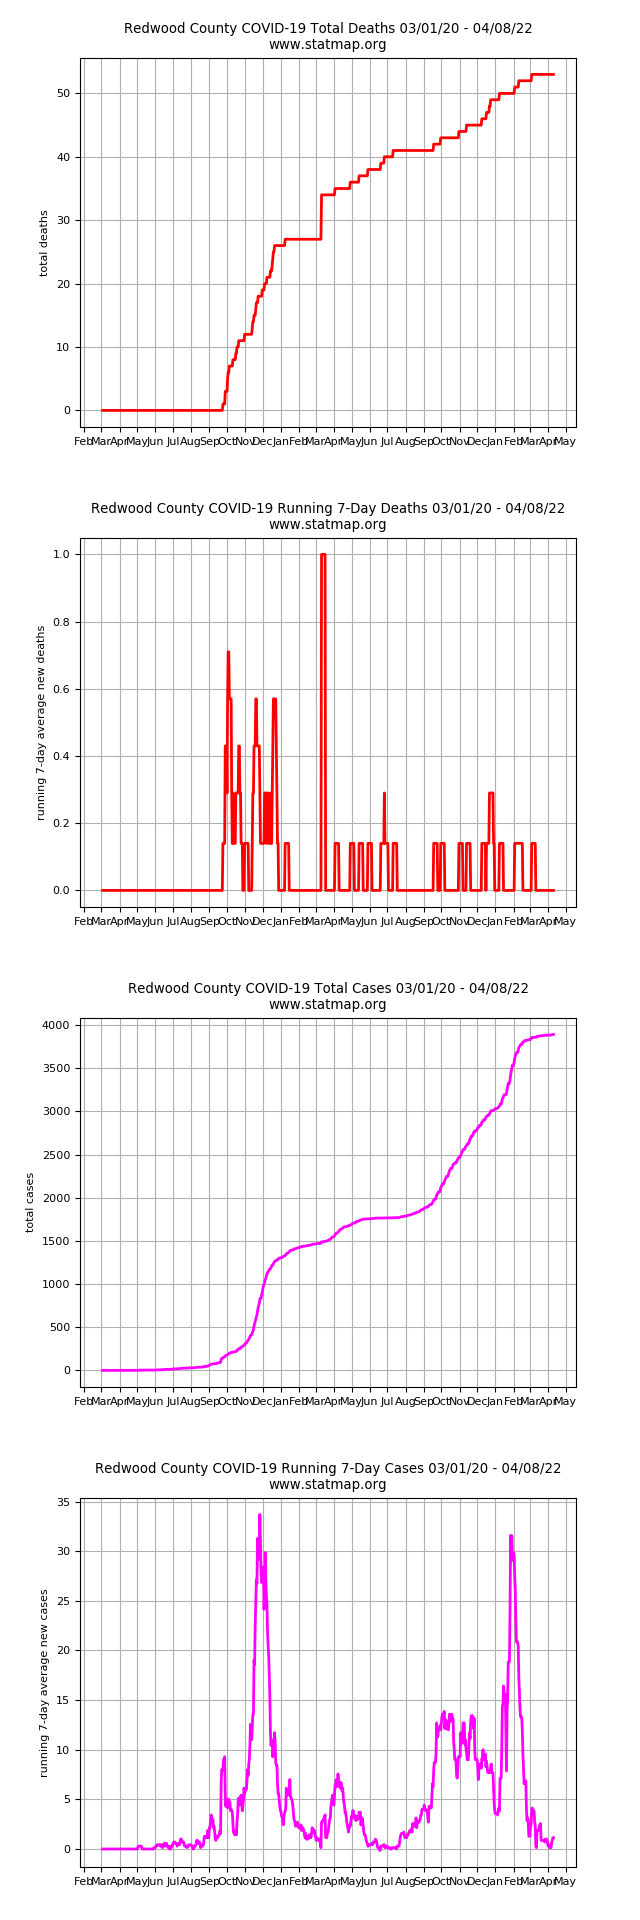 Redwood County COVID-19 Total Deaths 03/01/20 - 04/08/22
www.statmap.org
50
40
30
20
10
0
total deaths
Feb Mar Apr May Jun Jul Aug Sep Oct Nov Dec Jan Feb Mar Apr May Jun Jul Aug Sep Oct Nov Dec Jan Feb Mar Apr May
Redwood County COVID-19 Running 7-Day Deaths 03/01/20 - 04/08/22
www.statmap.org
1.0
0.8
0.6
0.4
0.2
0.0
running 7-day average new deaths
Feb Mar Apr May Jun Jul Aug Sep Oct Nov Dec Jan Feb Mar Apr May Jun Jul Aug Sep Oct Nov Dec Jan Feb Mar Apr May
Redwood County COVID-19 Total Cases 03/01/20 - 04/08/22
www.statmap.org
4000
3500
3000
2500
2000
1500
1000
500
0
total cases
Feb Mar Apr May Jun Jul Aug Sep Oct Nov Dec Jan Feb Mar Apr May Jun Jul Aug Sep Oct Nov Dec Jan Feb Mar Apr May
Redwood County COVID-19 Running 7-Day Cases 03/01/20 - 04/08/22
www.statmap.org
35
30
25
20
15
10
5
0
running 7-day average new cases
Feb Mar Apr May Jun Jul Aug Sep Oct Nov Dec Jan Feb Mar Apr May Jun Jul Aug Sep Oct Nov Dec Jan Feb Mar Apr May